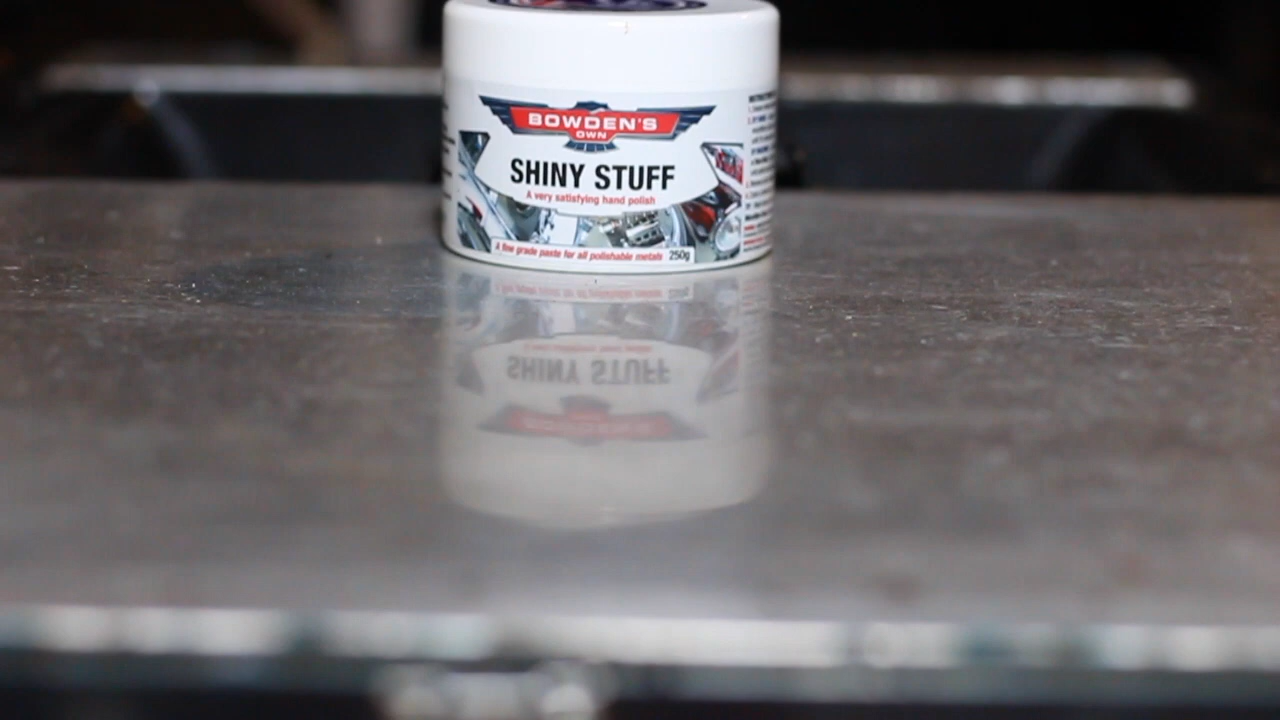 BOWDEN'S
OWN
SHINY STUFF
A very satisfying hand polish
A fine grade paste for all polishable metals 250g